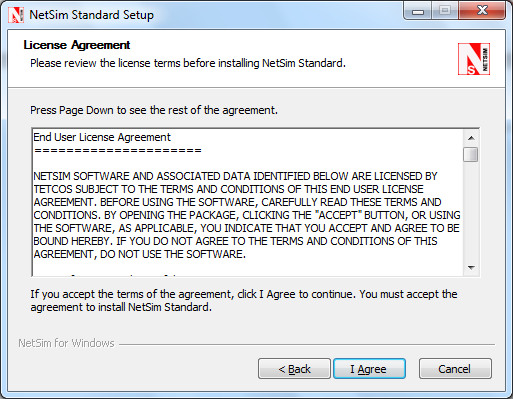 NetSim Standard Setup
License Agreement
Please review the license terms before installing NetSim Standard.
NETSIM
Press Page Down to see the rest of the agreement.
End User License Agreement
=====================
NETSIM SOFTWARE AND ASSOCIATED DATA IDENTIFIED BELOW ARE LICENSED BY
TETCOS SUBJECT TO THE TERMS AND CONDITIONS OF THIS END USER LICENSE
AGREEMENT. BEFORE USING THE SOFTWARE, CAREFULLY READ THESE TERMS AND
CONDITIONS. BY OPENING THE PACKAGE, CLICKING THE "ACCEPT" BUTTON, OR USING
THE SOFTWARE, AS APPLICABLE, YOU INDICATE THAT YOU ACCEPT AND AGREE TO BE
BOUND HEREBY. IF YOU DO NOT AGREE TO THE TERMS AND CONDITIONS OF THIS
AGREEMENT, DO NOT USE THE SOFTWARE.
If you accept the terms of the agreement, click I Agree to continue. You must accept the
agreement to install NetSim Standard.
NetSim for Windows
< Back
I Agree
Cancel